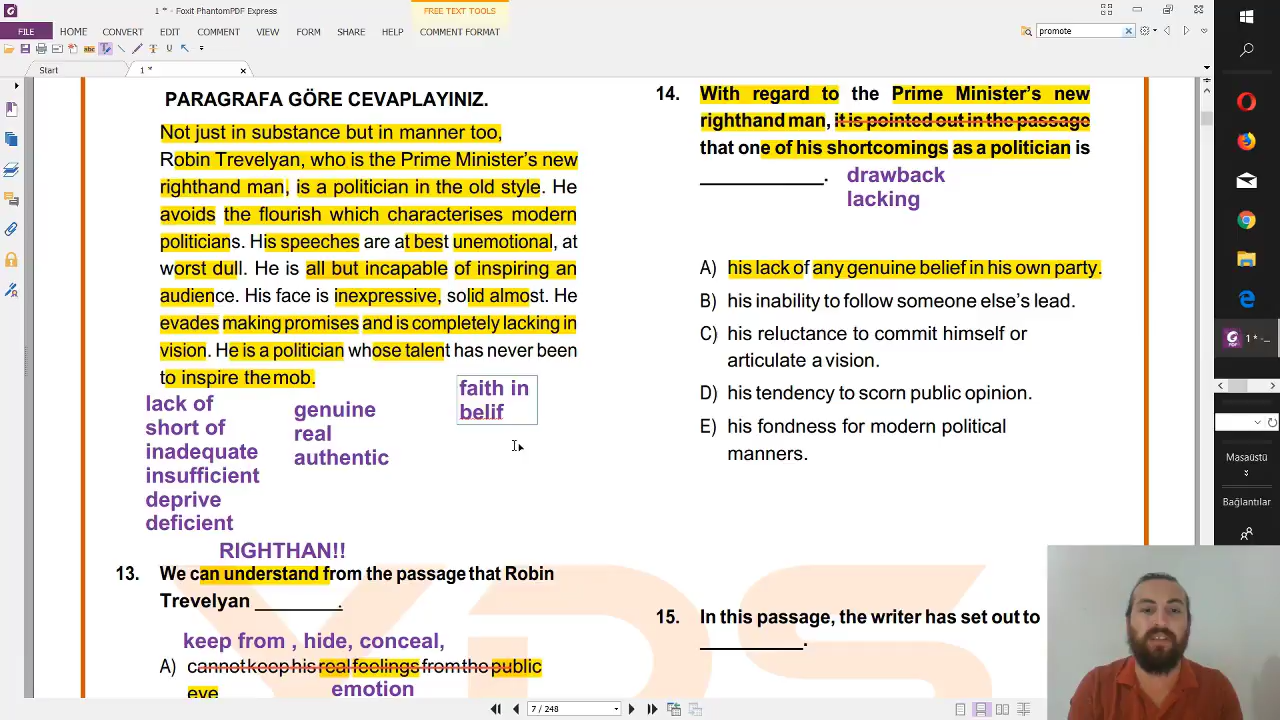 1 * - Foxit PhantomPDF Express
FREE TEXT TOOLS
FILE HOME CONVERT EDIT COMMENT VIEW FORM SHARE HELP COMMENT FORMAT
promote
Start
1 *
PARAGRAFA GÖRE CEVAPLAYINIZ.
Not just in substance but in manner too,
Robin Trevelyan, who is the Prime Minister's new
righthand man, is a politician in the old style. He
avoids the flourish which characterises modern
politicians. His speeches are at best unemotional, at
worst dull. He is all but incapable of inspiring an
audience. His face is inexpressive, solid almost. He
evades making promises and is completely lacking in
vision. He is a politician whose talent has never been
to inspire the mob.
lack of
short of
inadequate
insufficient
deprive
deficient
genuine
real
authentic
faith in
belif
RIGHTHAN!!
13. We can understand from the passage that Robin
Trevelyan ________.
keep from , hide, conceal,
A) cannot keep his real feelings from the public
eye
emotion
14. With regard to the Prime Minister's new
righthand man, it is pointed out in the passage
that one of his shortcomings as a politician is
____________.
drawback
lacking
A) his lack of any genuine belief in his own party.
B) his inability to follow someone else's lead.
C) his reluctance to commit himself or
articulate a vision.
D) his tendency to scorn public opinion.
E) his fondness for modern political
manners.
15. In this passage, the writer has set out to
__________.
YDS
7 / 248
1 * -...
Masaüstü
Bağlantılar